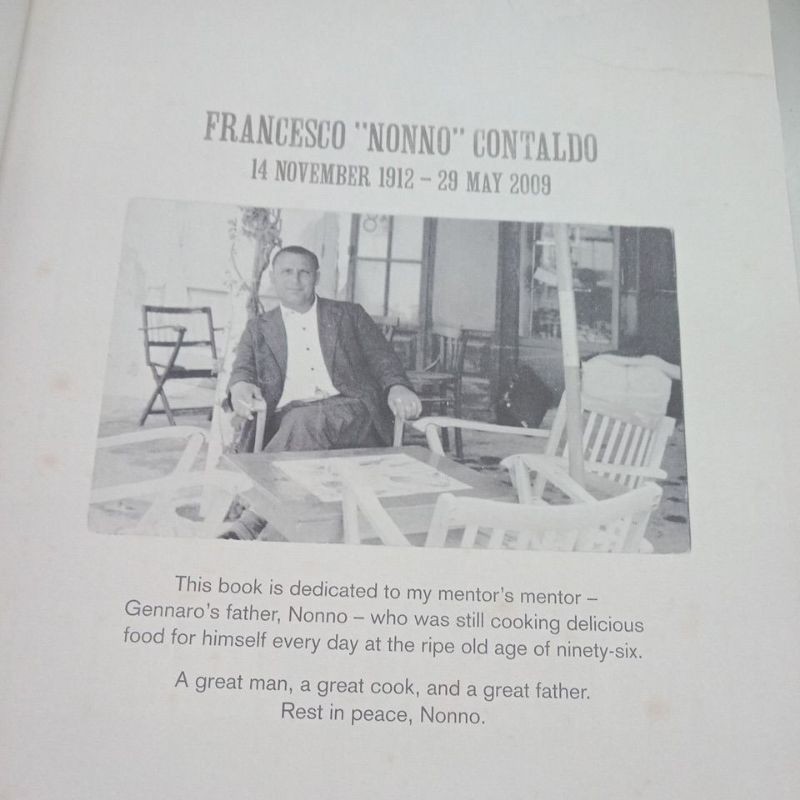 FRANCESCO "NONNO" CONTALDO
14 NOVEMBER 1912 – 29 MAY 2009
This book is dedicated to my mentor's mentor –
Gennaro's father, Nonno – who was still cooking delicious
food for himself every day at the ripe old age of ninety-six.
A great man, a great cook, and a great father.
Rest in peace, Nonno.